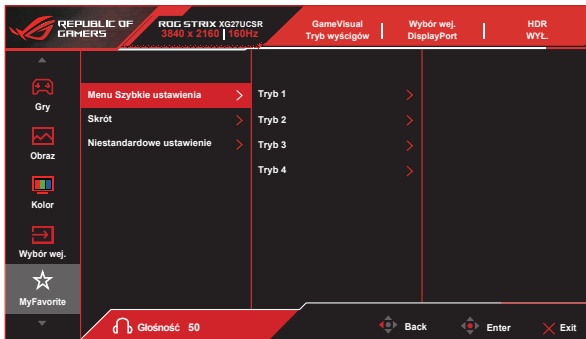 REPUBLIC OF
GAMERS
ROG STRIX XG27UCSR
3840 x 2160 160Hz
GameVisual
Tryb wyścigów
Wybór wej.
DisplayPort
HDR
WYŁ.
Gry
Obraz
Kolor
Wybór wej.
MyFavorite
Menu Szybkie ustawienia
Skrót
Niestandardowe ustawienie
Tryb 1
Tryb 2
Tryb 3
Tryb 4
Głośność 50
Back
Enter
Exit